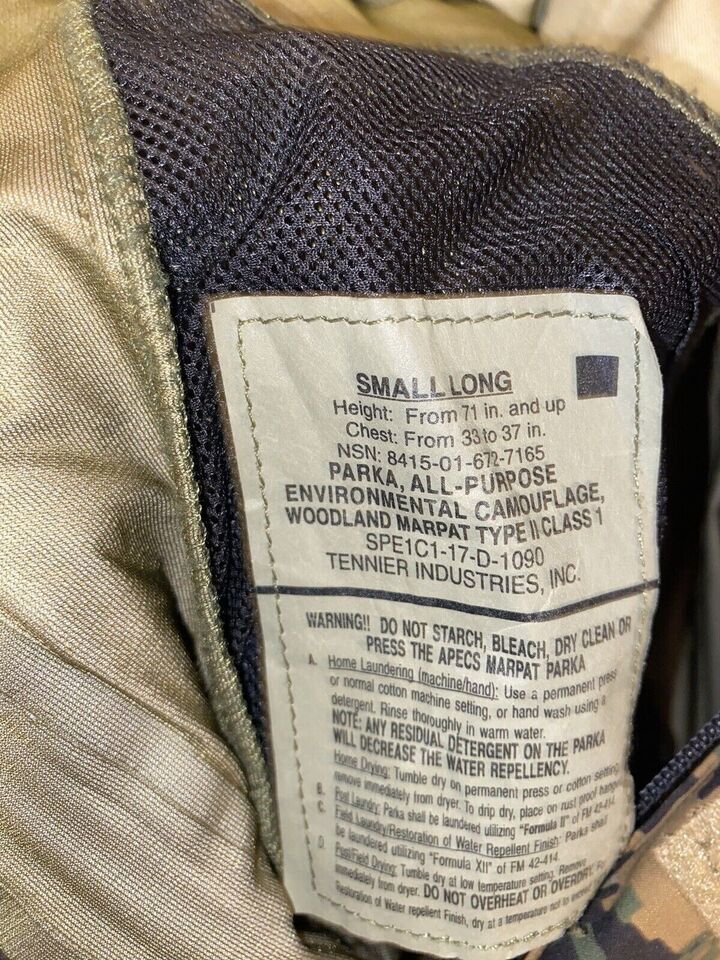 SMALL LONG
Height: From 71 in. and up
Chest: From 33 to 37 in.
NSN: 8415-01-672-7165
PARKA, ALL-PURPOSE
ENVIRONMENTAL CAMOUFLAGE,
WOODLAND MARPAT TYPE II CLASS 1
SPE1C1-17-D-1090
TENNIER INDUSTRIES, INC.
WARNING!! DO NOT STARCH, BLEACH, DRY CLEAN OR
PRESS THE APECS MARPAT PARKA
A. Home Laundering (machine/hand): Use a permanent press
or normal cotton machine setting, or hand wash using a
detergent. Rinse thoroughly in warm water.
NOTE: ANY RESIDUAL DETERGENT ON THE PARKA
WILL DECREASE THE WATER REPELLENCY.
Home Drying: Tumble dry on permanent press or cotton setting,
remove immediately from dryer. To drip dry, place on rust proof hanger
B. Post Laundry: Parka shall be laundered utilizing "Formula II" of FM 42-414.
C. Field Laundry/Restoration of Water Repellent Finish: Parka shall
be laundered utilizing "Formula XII" of FM 42-414.
D. Post/Field Drying: Tumble dry at low temperature setting. Remove
immediately from dryer. DO NOT OVERHEAT OR OVERDRY.
Restoration of Water repellent Finish, dry at a temperature not to